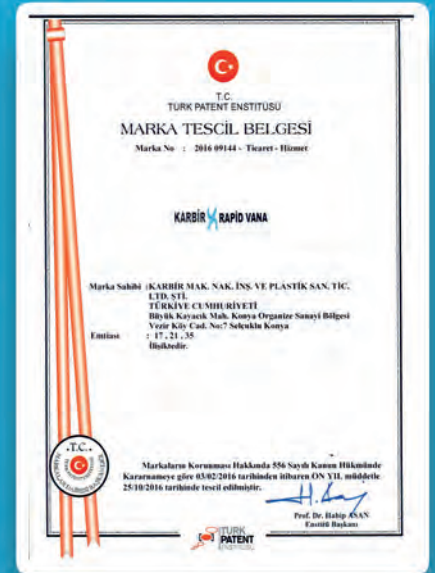 T.C.
TÜRK PATENT ENSTİTÜSÜ
MARKA TESCİL BELGESİ
Marka No : 2016 09144 - Ticaret - Hizmet
KARBİR RAPID VANA
Marka Sahibi : KARBİR MAK. NAK. İNŞ. VE PLASTİK SAN. TİC.
LTD. ŞTİ.
TÜRKİYE CUMHURİYETİ
Büyük Kayacık Mah. Konya Organize Sanayi Bölgesi
Vezir Köy Cad. No:7 Selçuklu Konya
Emtiası : 17 , 21 , 35
İlişiktedir.
T.C.
Markaların Korunması Hakkında 556 Sayılı Kanun Hükmünde
Kararnameye göre 03/02/2016 tarihinden itibaren ON YIL müddetle
25/10/2016 tarihinde tescil edilmiştir.
Prof. Dr. Habip ASAN
Enstitü Başkanı
TÜRK
PATENT
ENSTİTÜSÜ